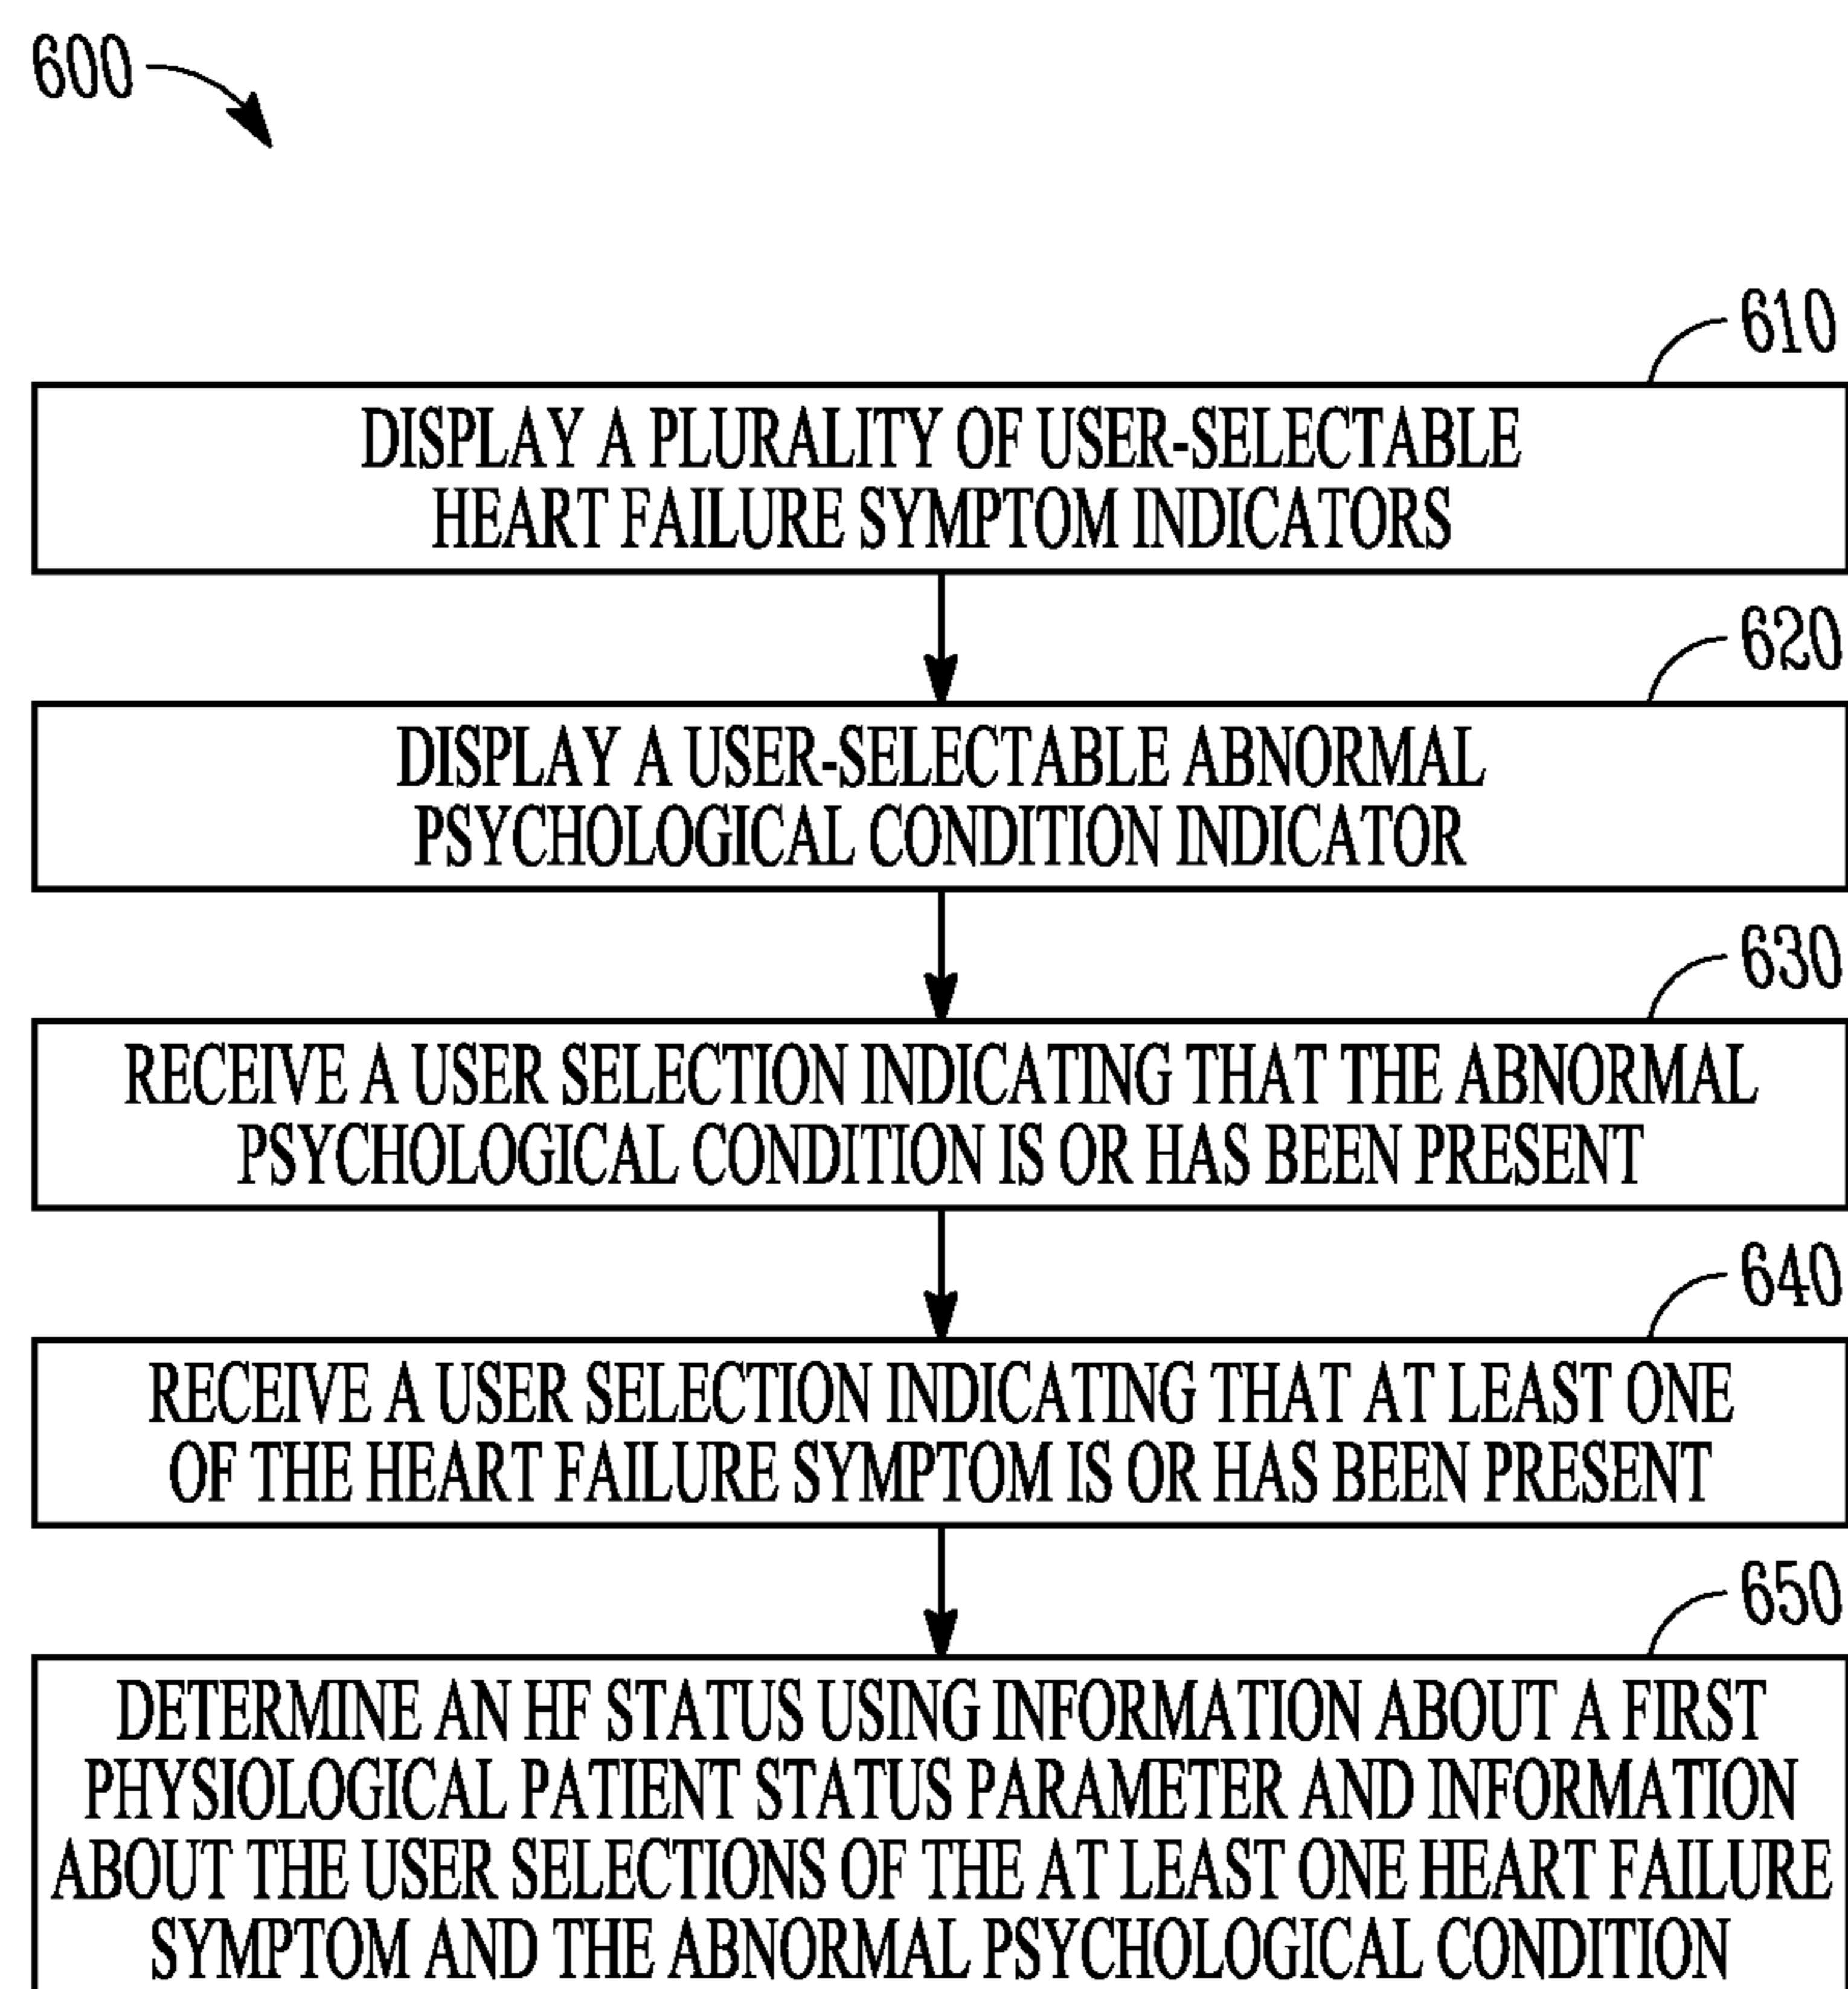 600
610
DISPLAY A PLURALITY OF USER-SELECTABLE
HEART FAILURE SYMPTOM INDICATORS
620
DISPLAY A USER-SELECTABLE ABNORMAL
PSYCHOLOGICAL CONDITION INDICATOR
630
RECEIVE A USER SELECTION INDICATING THAT THE ABNORMAL
PSYCHOLOGICAL CONDITION IS OR HAS BEEN PRESENT
640
RECEIVE A USER SELECTION INDICATING THAT AT LEAST ONE
OF THE HEART FAILURE SYMPTOM IS OR HAS BEEN PRESENT
650
DETERMINE AN HF STATUS USING INFORMATION ABOUT A FIRST
PHYSIOLOGICAL PATIENT STATUS PARAMETER AND INFORMATION
ABOUT THE USER SELECTIONS OF THE AT LEAST ONE HEART FAILURE
SYMPTOM AND THE ABNORMAL PSYCHOLOGICAL CONDITION